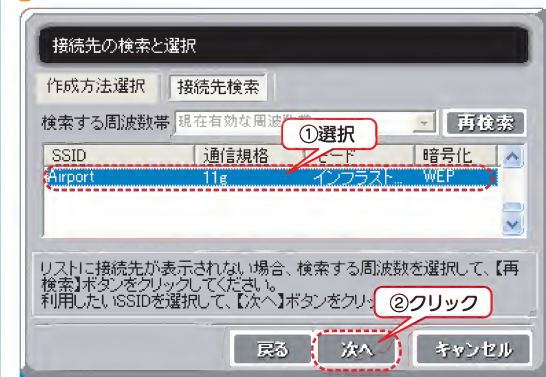 接続先の検索と選択
作成方法選択 接続先検索
検索する周波数帯 現在有効な周波 再検索
①選択
SSID 通信規格 モード 暗号化
Airport 11g インフラスト... WEP
リストに接続先が表示されない場合、検索する周波数を選択して、【再
検索】ボタンをクリックしてください。
利用したいSSIDを選択して、【次へ】ボタンをクリッ
②クリック
戻る 次へ キャンセル